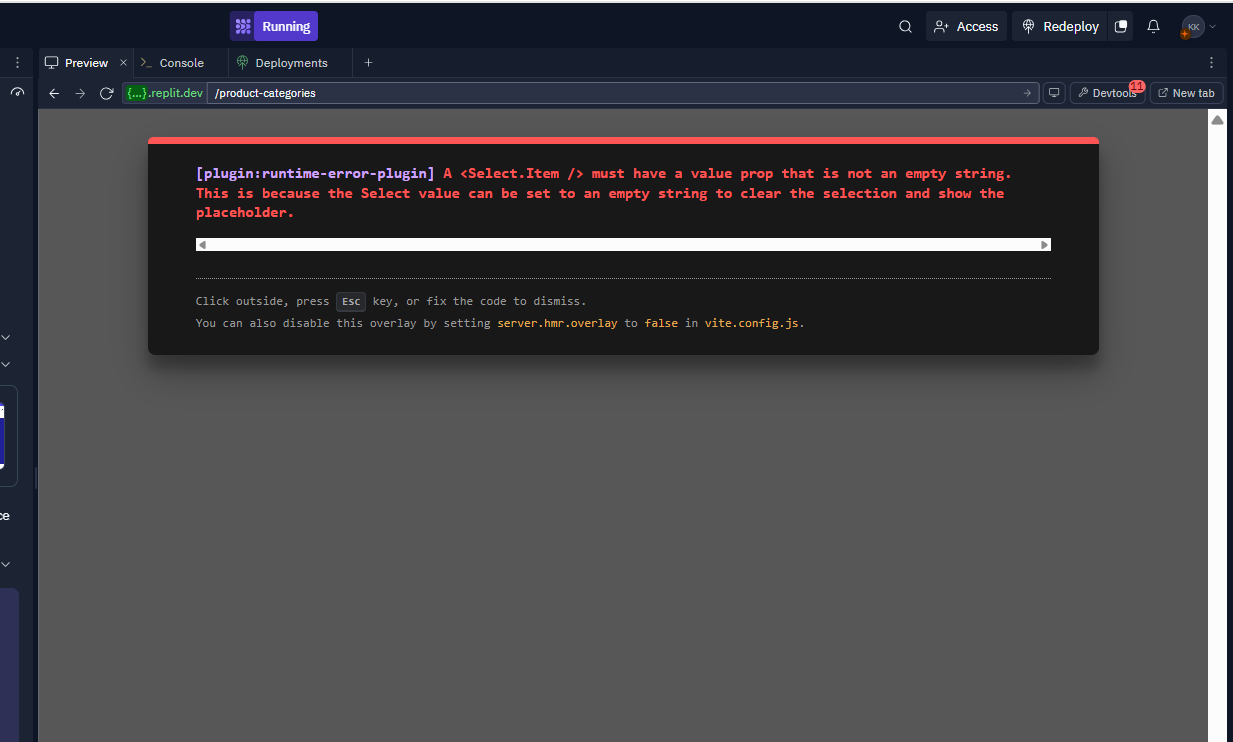 Running
Access
Redeploy
KK
Preview
Console
Deployments
{...}.replit.dev
/product-categories
Devtools
11
New tab
[plugin:runtime-error-plugin] A <Select.Item /> must have a value prop that is not an empty string.
This is because the Select value can be set to an empty string to clear the selection and show the
placeholder.
Click outside, press Esc key, or fix the code to dismiss.
You can also disable this overlay by setting server.hmr.overlay to false in vite.config.js.
ce